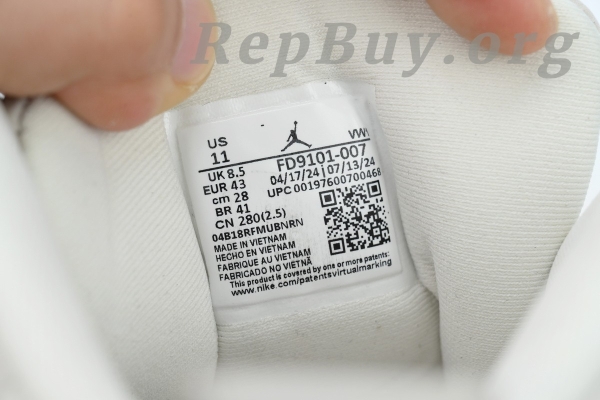 RepBuy.org
US
11
UK 8.5
EUR 43
cm 28
BR 41
CN 280(2.5)
04B18RFMUBNRN
MADE IN VIETNAM
HECHO EN VIETNAM
FABRIQUE AU VIETNAM
FABRICADO NO VIETNÃ
FD9101-007
04/17/24 | 07/13/24
UPC 00197600700468
This product is covered by one or more patents:
www.nike.com/patentsvirtualmarking